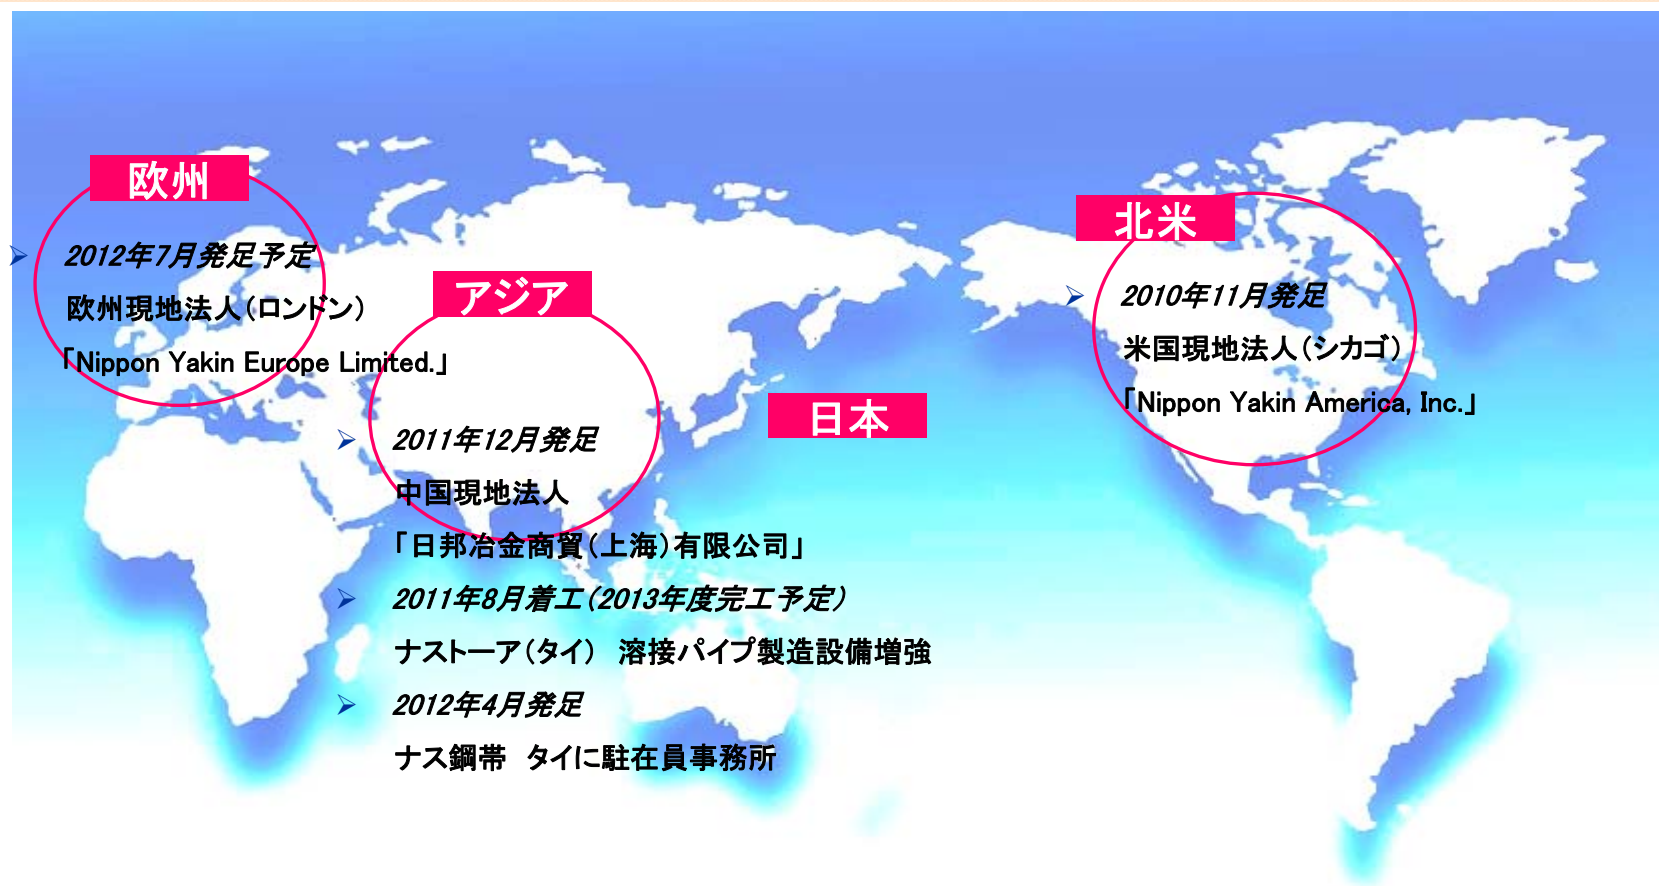 欧州
➢ 2012年7月発足予定
欧州現地法人（ロンドン）
「Nippon Yakin Europe Limited.」
アジア
➢ 2011年12月発足
中国現地法人
「日邦冶金商貿（上海）有限公司」
➢ 2011年8月着工（2013年度完工予定）
ナストーア（タイ）　溶接パイプ製造設備増強
➢ 2012年4月発足
ナス鋼帯　タイに駐在員事務所
日本
北米
➢ 2010年11月発足
米国現地法人（シカゴ）
「Nippon Yakin America, Inc.」